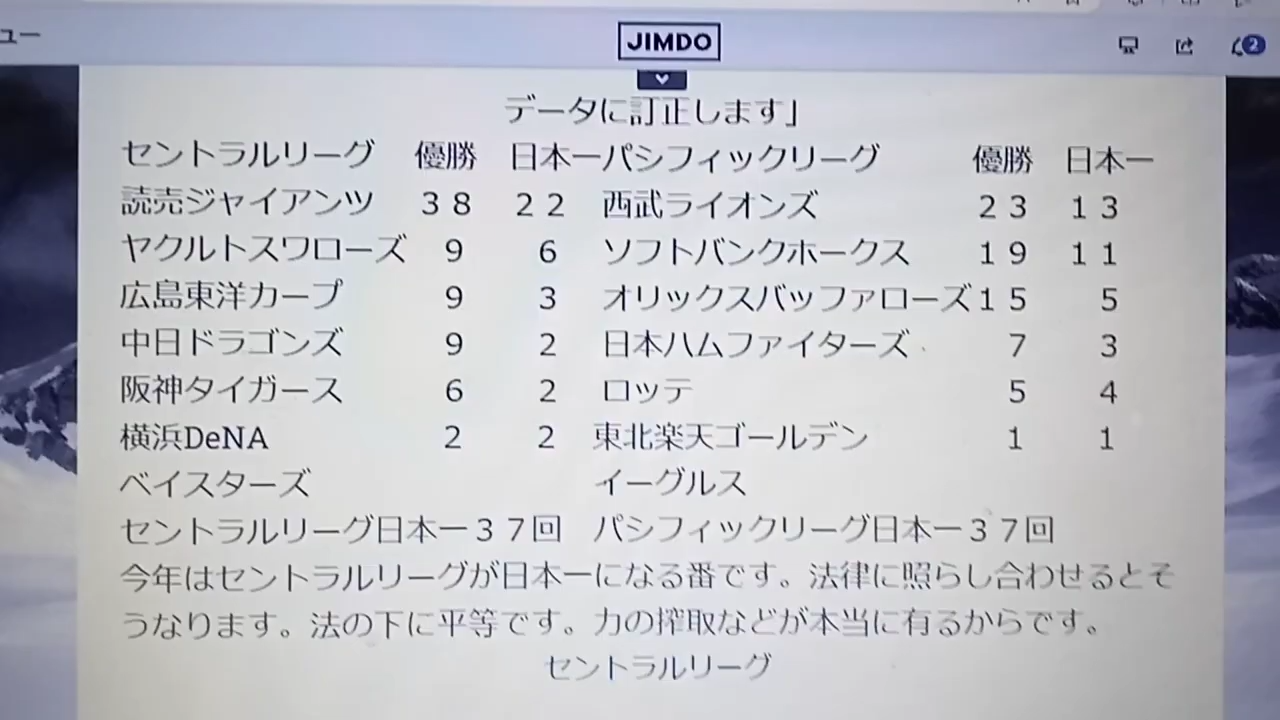 ュー
JIMDO
2
データに訂正します」
セントラルリーグ 優勝 日本一パシフィックリーグ 優勝 日本一
読売ジャイアンツ ３８ ２２ 西武ライオンズ ２３ １３
ヤクルトスワローズ ９ ６ ソフトバンクホークス １９ １１
広島東洋カープ ９ ３ オリックスバッファローズ１５ ５
中日ドラゴンズ ９ ２ 日本ハムファイターズ ７ ３
阪神タイガース ６ ２ ロッテ ５ ４
横浜DeNA ２ ２ 東北楽天ゴールデン １ １
ベイスターズ イーグルス
セントラルリーグ日本一３７回 パシフィックリーグ日本一３７回
今年はセントラルリーグが日本一になる番です。法律に照らし合わせるとそ
うなります。法の下に平等です。力の搾取などが本当に有るからです。
セントラルリーグ